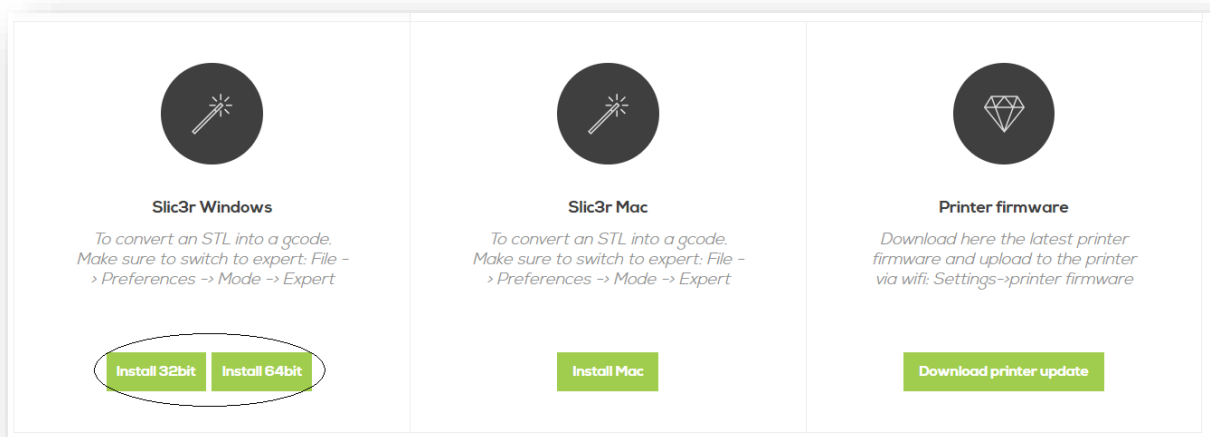 Slic3r Windows
To convert an STL into a gcode.
Make sure to switch to expert: File -
> Preferences -> Mode -> Expert
Install 32bit
Install 64bit
Slic3r Mac
To convert an STL into a gcode.
Make sure to switch to expert: File -
> Preferences -> Mode -> Expert
Install Mac
Printer firmware
Download here the latest printer
firmware and upload to the printer
via wifi: Settings->printer firmware
Download printer update